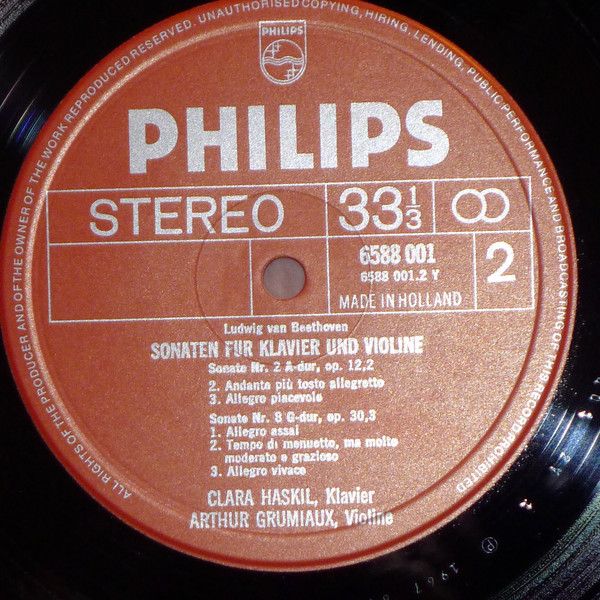 PHILIPS
PHILIPS
STEREO
33 1/3
6588 001
6588 001.2 Y
MADE IN HOLLAND
2
Ludwig van Beethoven
SONATEN FÜR KLAVIER UND VIOLINE
Sonate Nr. 2 A-dur, op. 12,2
2. Andante più tosto allegretto
3. Allegro piacevole
Sonate Nr. 8 G-dur, op. 30,3
1. Allegro assai
2. Tempo di menuetto, ma molto
moderato e grazioso
3. Allegro vivace
CLARA HASKIL, Klavier
ARTHUR GRUMIAUX, Violine
ALL RIGHTS OF THE PRODUCER AND OF THE OWNER OF THE WORK REPRODUCED RESERVED. UNAUTHORISED COPYING, HIRING, LENDING, PUBLIC PERFORMANCE AND BROADCASTING OF THIS RECORD PROHIBITED
℗ 1967